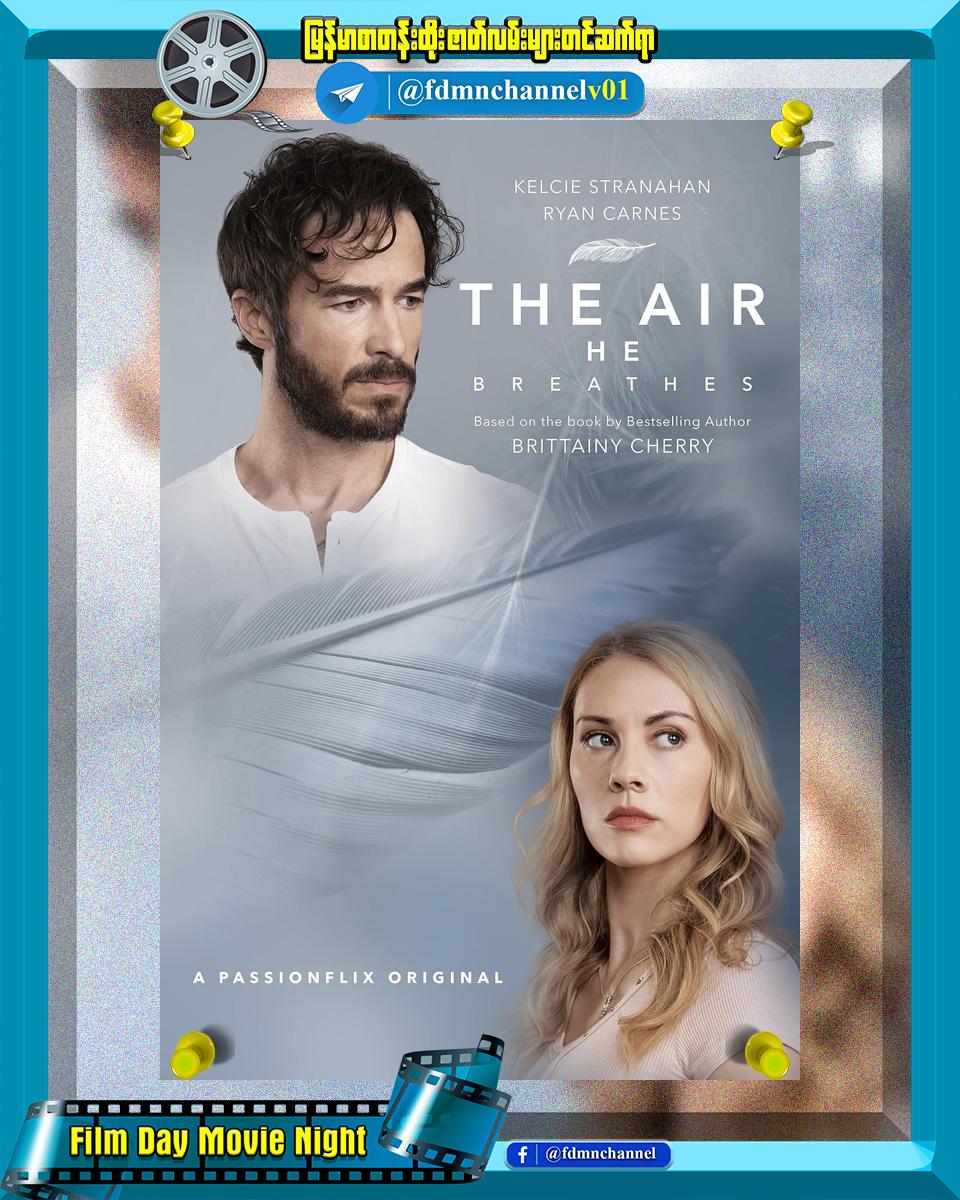 မြန်မာစာတန်းထိုးဇာတ်လမ်းများတင်ဆက်ရာ
@fdmnchannelv01
KELCIE STRANAHAN
RYAN CARNES
THE AIR
HE
BREATHES
Based on the book by Bestselling Author
BRITTAINY CHERRY
A PASSIONFLIX ORIGINAL
Film Day Movie Night
f @fdmnchannel